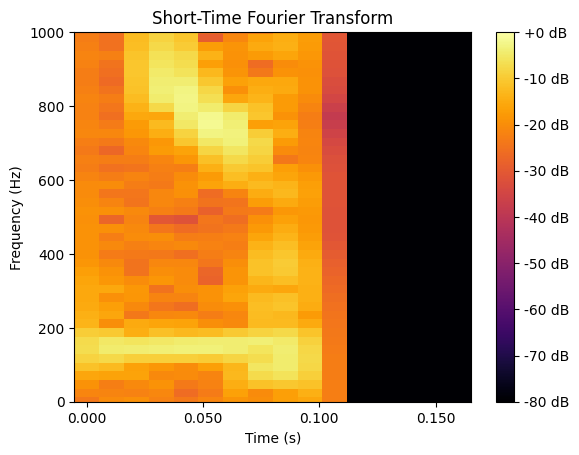 Short-Time Fourier Transform
1000
800
600
400
200
0
Frequency (Hz)
0.000
0.050
0.100
0.150
Time (s)
+0 dB
-10 dB
-20 dB
-30 dB
-40 dB
-50 dB
-60 dB
-70 dB
-80 dB